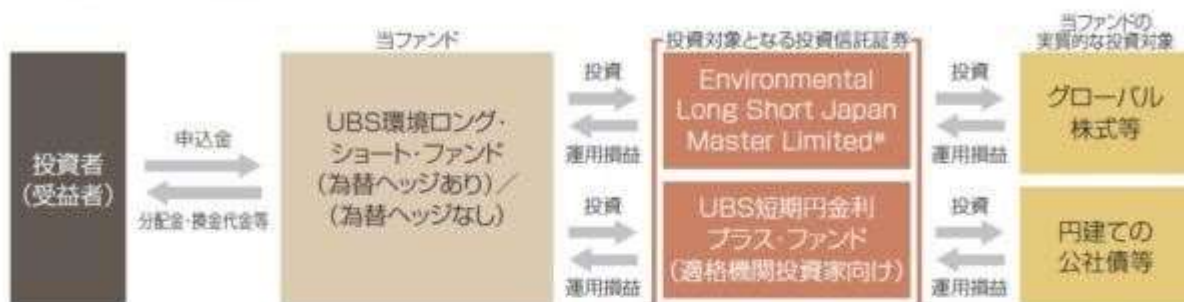 当ファンド
投資対象となる投資信託証券
当ファンドの
実質的な投資対象
投資者
(受益者)
申込金
分配金・換金代金等
UBS環境ロング・
ショート・ファンド
(為替ヘッジあり)／
(為替ヘッジなし)
投資
運用損益
Environmental
Long Short Japan
Master Limited※
投資
運用損益
グローバル
株式等
投資
運用損益
UBS短期円金利
プラス・ファンド
(適格機関投資家向け)
投資
運用損益
円建ての
公社債等